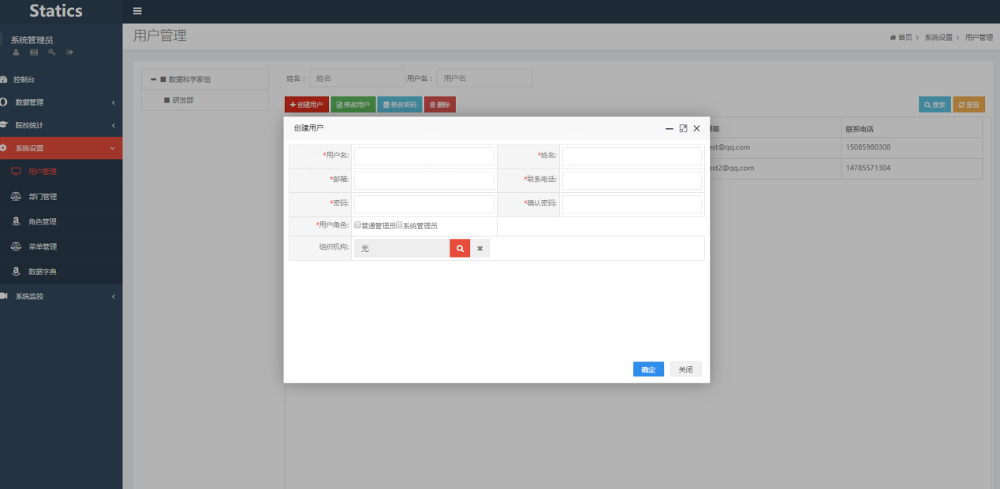 Statics
系统管理员
控制台
数据管理
院校统计
系统设置
用户管理
部门管理
角色管理
菜单管理
数据字典
系统监控
用户管理
首页 > 系统设置 > 用户管理
数据科学家组
研发部
姓名： 姓名 用户名： 用户名
创建用户 修改用户 修改密码 删除 搜索 重置
邮箱 联系电话
est@qq.com 15085980308
est2@qq.com 14785571304
创建用户
*用户名: *姓名:
*邮箱: *联系电话:
*密码: *确认密码:
*用户角色: 普通管理员 系统管理员
组织机构: 无
确定 关闭